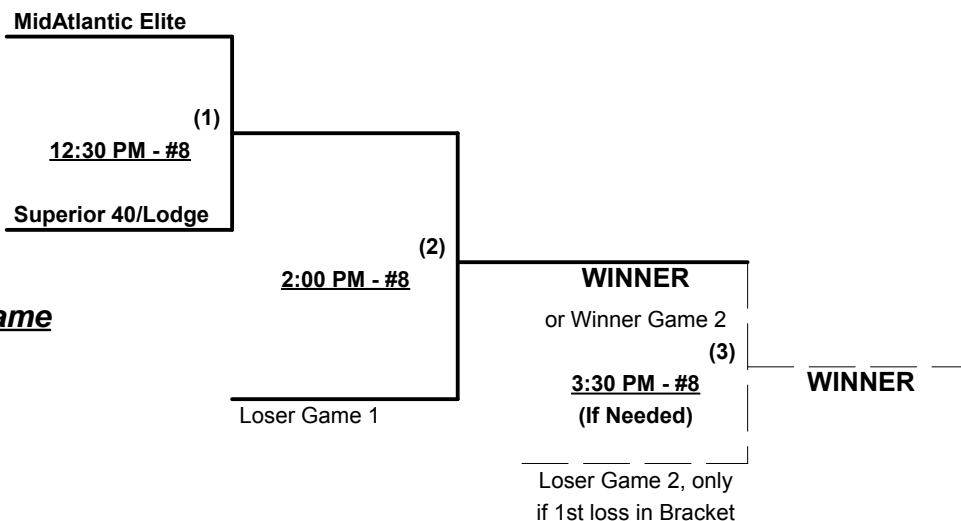 MidAtlantic Elite
(1)
12:30 PM - #8
Superior 40/Lodge
(2)
2:00 PM - #8
WINNER
or Winner Game 2
(3)
3:30 PM - #8
WINNER
(If Needed)
Loser Game 1
Loser Game 2, only
if 1st loss in Bracket